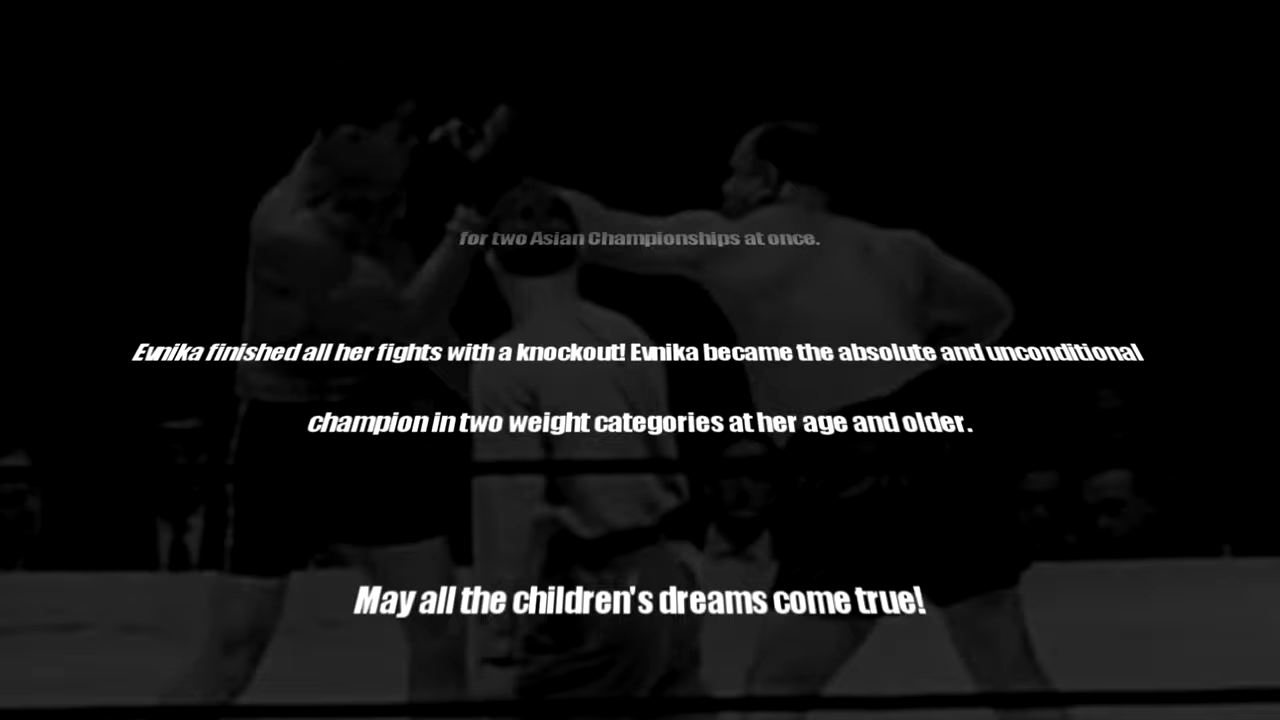 for two Asian Championships at once.
Evnika finished all her fights with a knockout! Evnika became the absolute and unconditional
champion in two weight categories at her age and older.
May all the children's dreams come true!